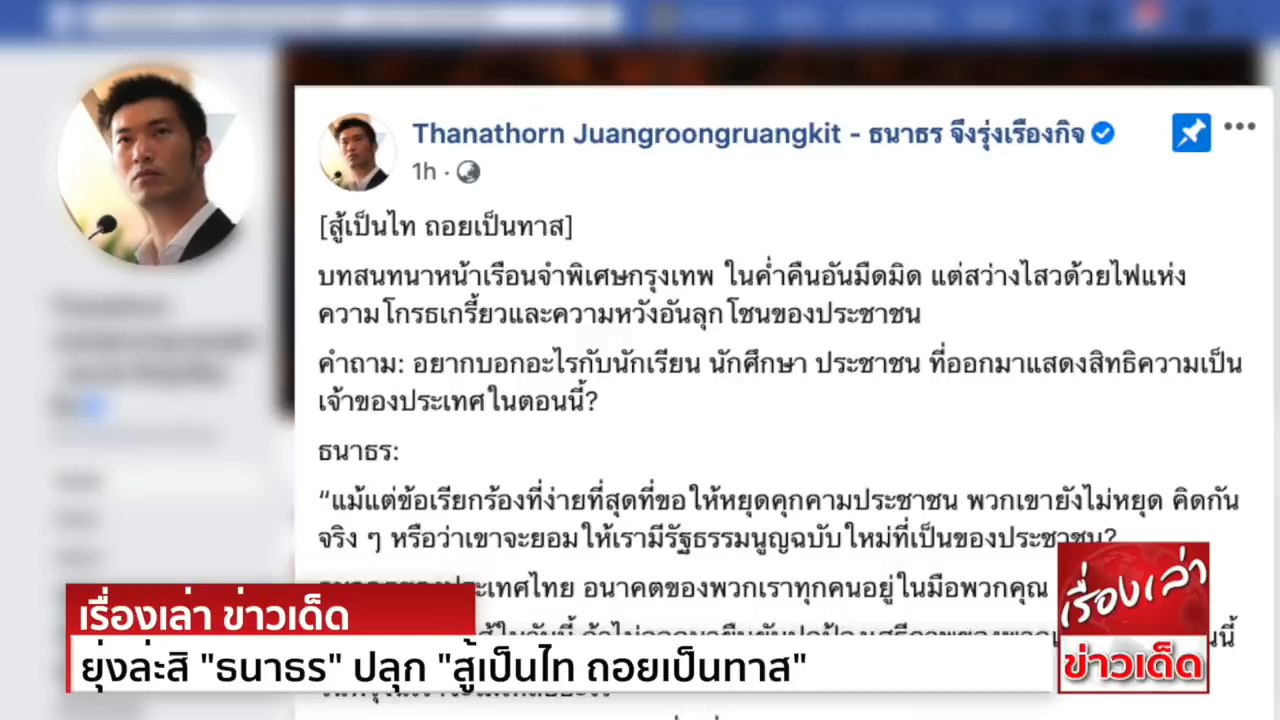 Thanathorn Juangroongruangkit - ธนาธร จึงรุ่งเรืองกิจ
1h ·
[สู้เป็นไท ถอยเป็นทาส]
บทสนทนาหน้าเรือนจำพิเศษกรุงเทพ ในค่ำคืนอันมืดมิด แต่สว่างไสวด้วยไฟแห่ง
ความโกรธเกรี้ยวและความหวังอันลุกโชนของประชาชน
คำถาม: อยากบอกอะไรกับนักเรียน นักศึกษา ประชาชน ที่ออกมาแสดงสิทธิความเป็น
เจ้าของประเทศในตอนนี้?
ธนาธร:
“แม้แต่ข้อเรียกร้องที่ง่ายที่สุดที่ขอให้หยุดคุกคามประชาชน พวกเขายังไม่หยุด คิดกัน
จริง ๆ หรือว่าเขาจะยอมให้เรามีรัฐธรรมนูญฉบับใหม่ที่เป็นของประชาชน?
ประเทศไทย อนาคตของพวกเราทุกคนอยู่ในมือพวกคุณ
เรื่องเล่า ข่าวเด็ด
ยุ่งล่ะสิ "ธนาธร" ปลุก "สู้เป็นไท ถอยเป็นทาส"
เรื่องเล่า
ข่าวเด็ด